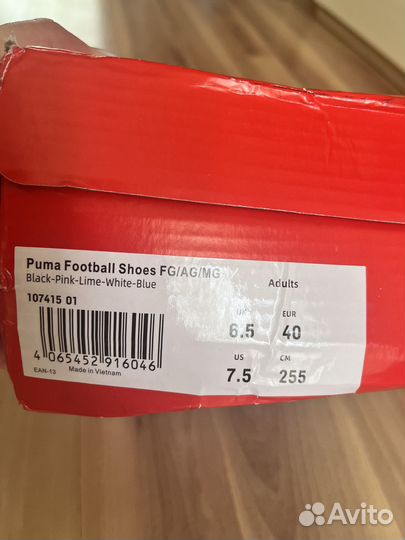 Puma Football Shoes FG/AG/MG
Black-Pink-Lime-White-Blue
107415 01
4 065452 916046
EAN-13 Made in Vietnam
Adults
UK EUR
6.5 40
US CM
7.5 255
Avito